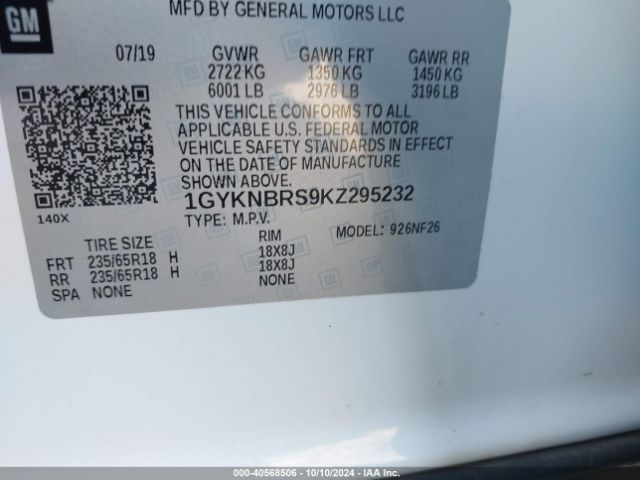 GM
MFD BY GENERAL MOTORS LLC
07/19 GVWR GAWR FRT GAWR RR
2722 KG 1350 KG 1450 KG
6001 LB 2976 LB 3196 LB
THIS VEHICLE CONFORMS TO ALL
APPLICABLE U.S. FEDERAL MOTOR
VEHICLE SAFETY STANDARDS IN EFFECT
ON THE DATE OF MANUFACTURE
SHOWN ABOVE.
140X
1GYKNBRS9KZ295232
TYPE: M.P.V. MODEL: 926NF26
TIRE SIZE RIM
FRT 235/65R18 H 18X8J
RR 235/65R18 H 18X8J
SPA NONE NONE
000-40568506 | 10/10/2024 | IAA Inc.